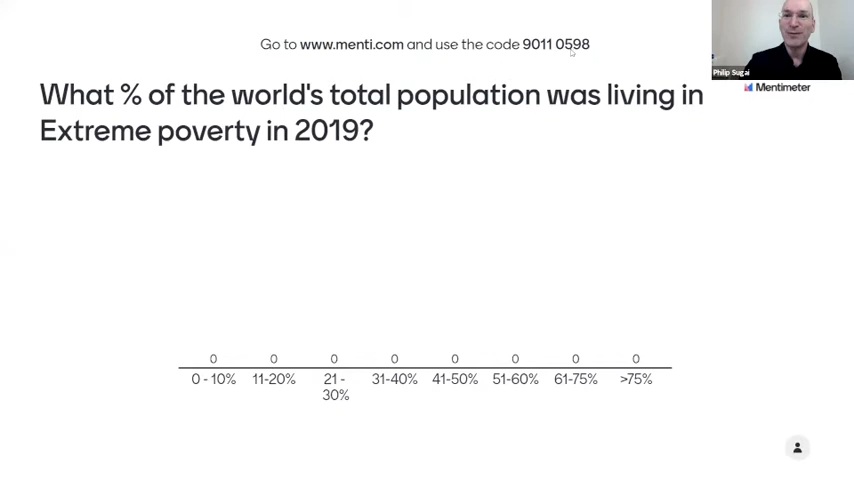 Go to www.menti.com and use the code 9011 0598
Philip Sugai
Mentimeter
What % of the world's total population was living in
Extreme poverty in 2019?
0 0 0 0 0 0 0 0
0 - 10% 11-20% 21 - 31-40% 41-50% 51-60% 61-75% >75%
30%